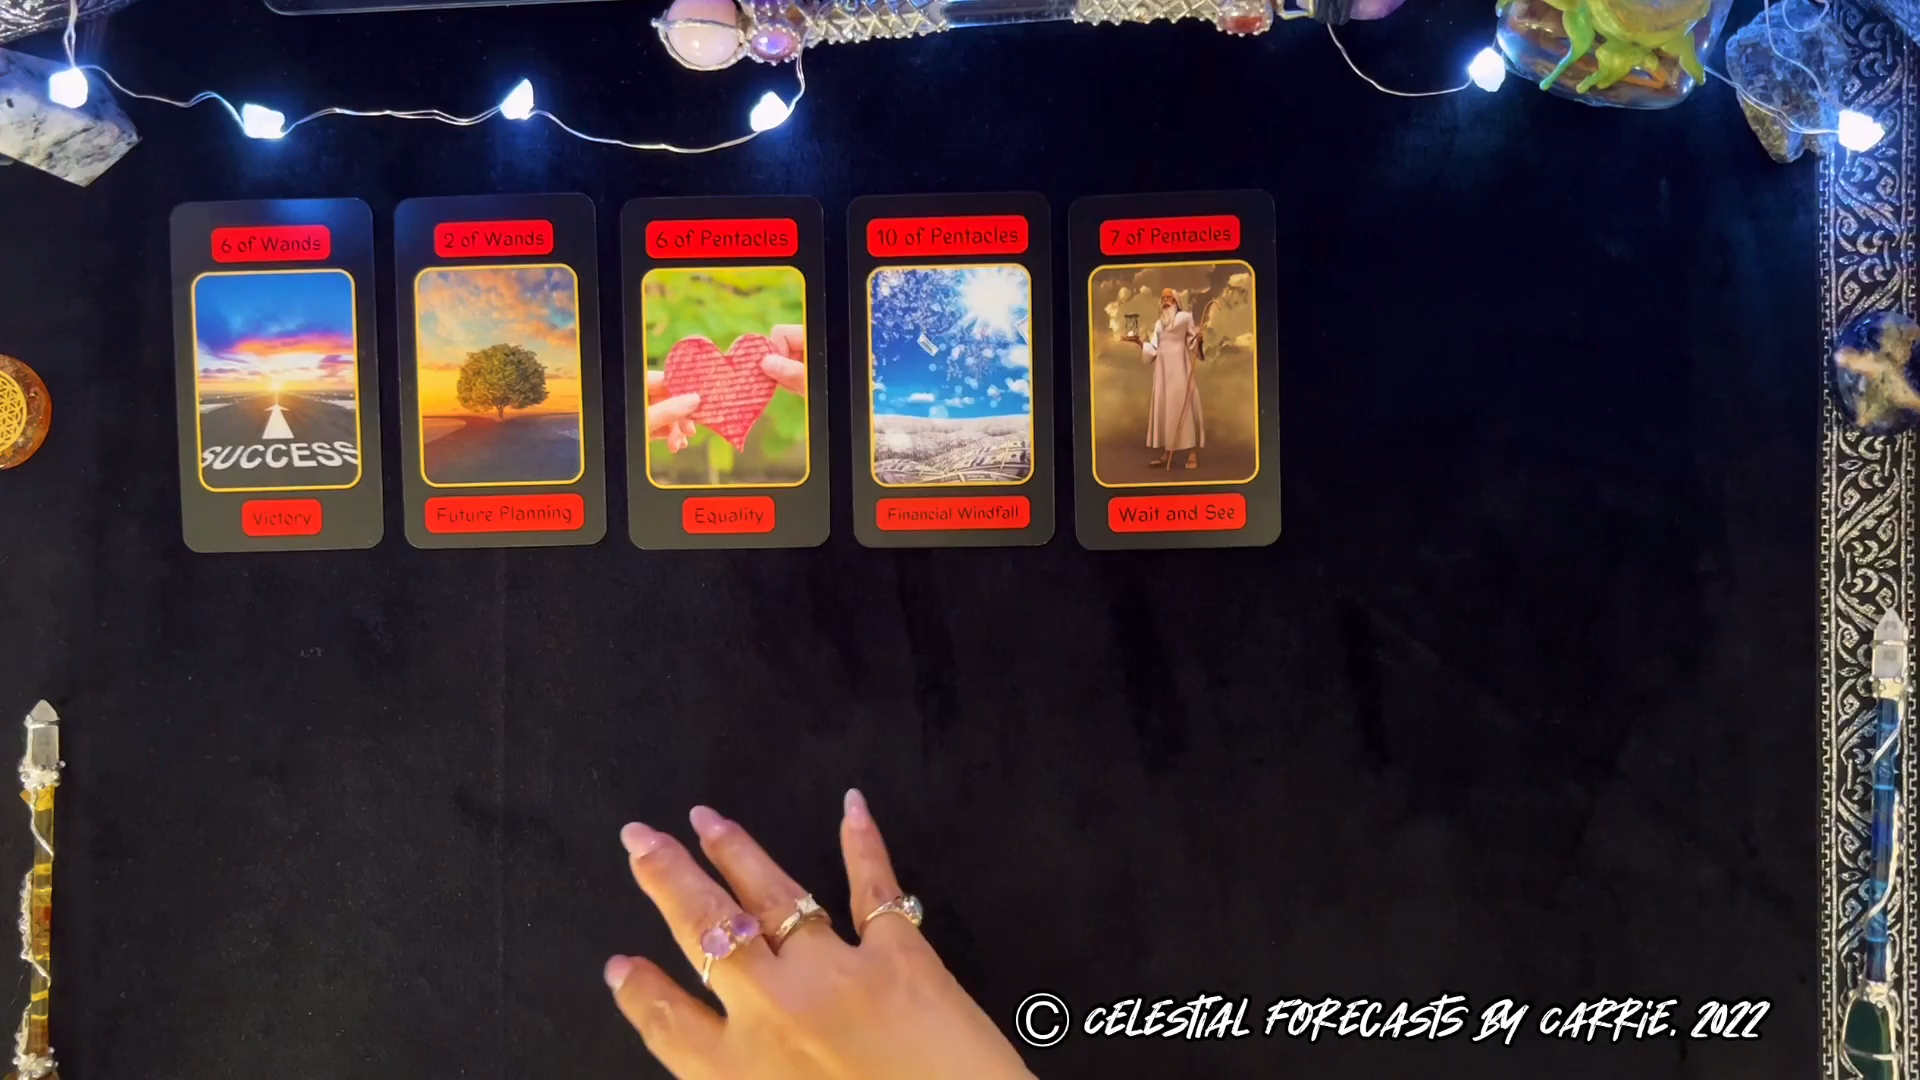 6 of Wands
SUCCESS
Victory
2 of Wands
Future Planning
6 of Pentacles
Equality
10 of Pentacles
Financial Windfall
7 of Pentacles
Wait and See
© CELESTIAL FORECASTS BY CARRIE. 2022